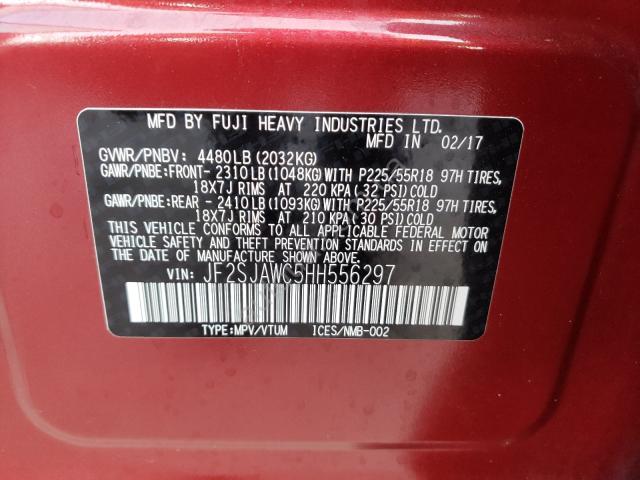 MFD BY FUJI HEAVY INDUSTRIES LTD.
MFD IN 02/17
GVWR/PNBV: 4480LB (2032KG)
GAWR/PNBE:FRONT- 2310LB(1048KG)WITH P225/55R18 97H TIRES,
18X7J RIMS AT 220 KPA( 32 PSI)COLD
GAWR/PNBE:REAR - 2410LB(1093KG)WITH P225/55R18 97H TIRES,
18X7J RIMS AT 210 KPA( 30 PSI)COLD
THIS VEHICLE CONFORMS TO ALL APPLICABLE FEDERAL MOTOR
VEHICLE SAFETY AND THEFT PREVENTION STANDARDS IN EFFECT
ON THE DATE OF MANUFACTURE SHOWN ABOVE.
VIN: JF2SJAWC5HH556297
TYPE:MPV/VTUM ICES/NMB-002